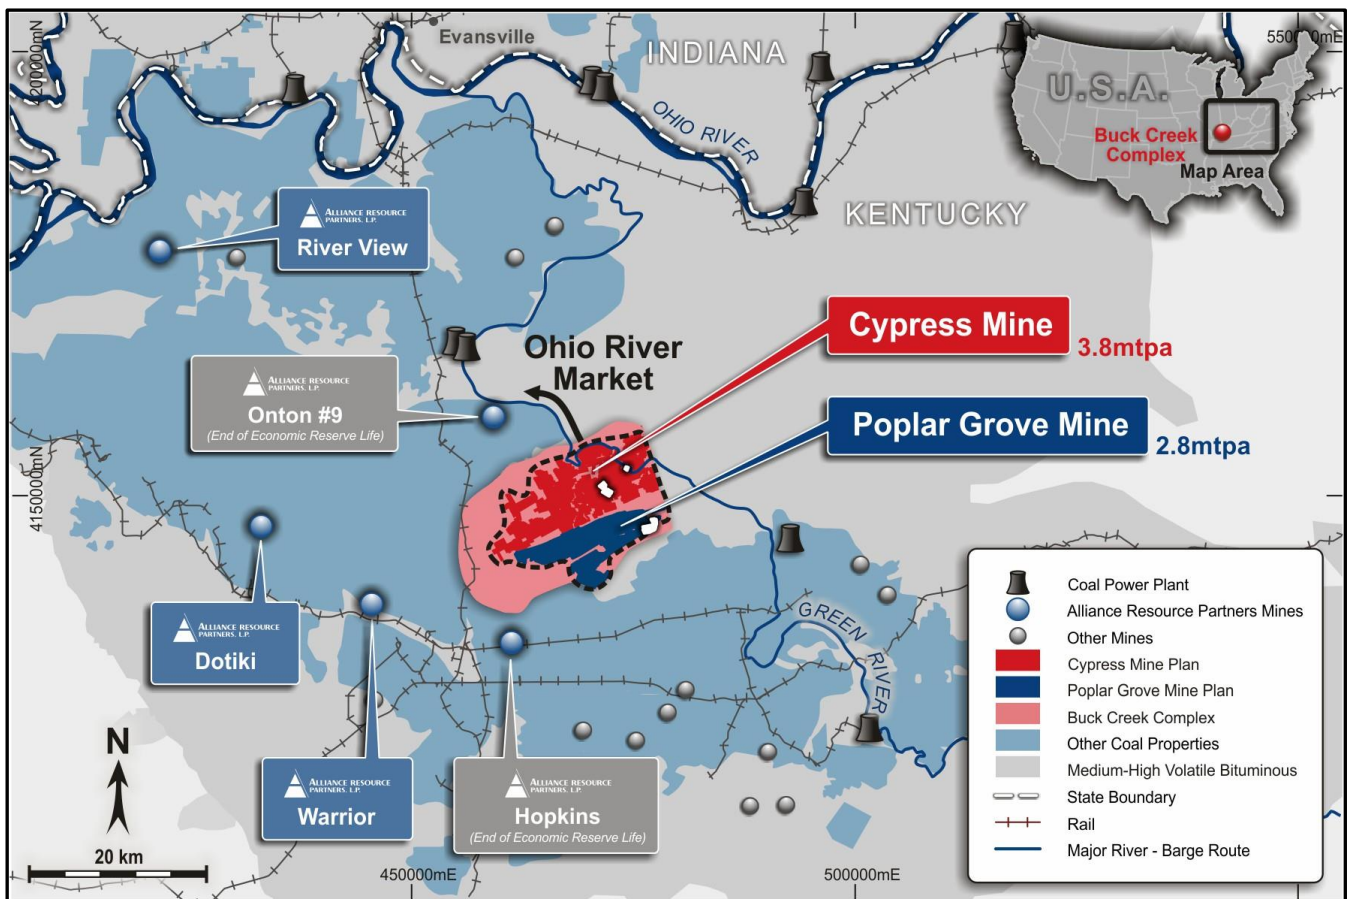 Evansville
INDIANA
OHIO RIVER
KENTUCKY
550000mE
U.S.A.
Buck Creek
Complex
Map Area
ALLIANCE RESOURCE
PARTNERS, L.P.
River View
Ohio River
Market
Cypress Mine
3.8mtpa
ALLIANCE RESOURCE
PARTNERS, L.P.
Onton #9
(End of Economic Reserve Life)
Poplar Grove Mine
2.8mtpa
4150000mN
ALLIANCE RESOURCE
PARTNERS, L.P.
Dotiki
GREEN RIVER
ALLIANCE RESOURCE
PARTNERS, L.P.
Warrior
ALLIANCE RESOURCE
PARTNERS, L.P.
Hopkins
(End of Economic Reserve Life)
Coal Power Plant
Alliance Resource Partners Mines
Other Mines
Cypress Mine Plan
Poplar Grove Mine Plan
Buck Creek Complex
Other Coal Properties
Medium-High Volatile Bituminous
State Boundary
Rail
Major River - Barge Route
N
20 km
450000mE
500000mE